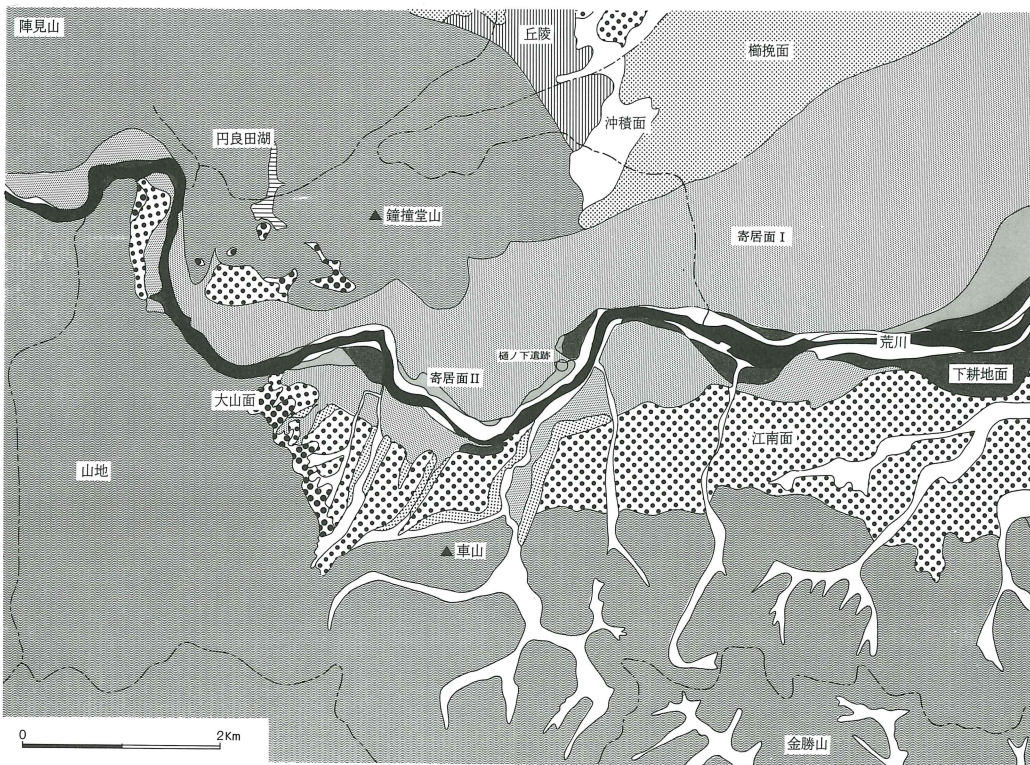 陣見山
丘陵
櫛挽面
沖積面
円良田湖
鐘撞堂山
寄居面Ⅰ
荒川
樋ノ下遺跡
寄居面Ⅱ
下耕地面
大山面
江南面
山地
車山
0 2Km
金勝山